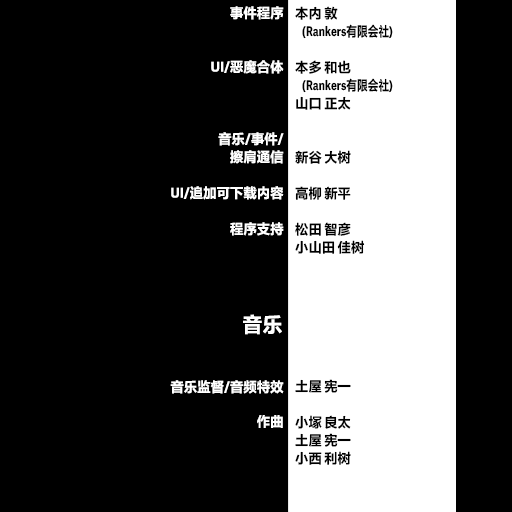 事件程序 本内 敦
(Rankers有限会社)
UI/恶魔合体 本多 和也
(Rankers有限会社)
山口 正太
音乐/事件/
擦肩通信 新谷 大树
UI/追加可下载内容 高柳 新平
程序支持 松田 智彦
小山田 佳树
音乐
音乐监督/音频特效 土屋 宪一
作曲 小塚 良太
土屋 宪一
小西 利树